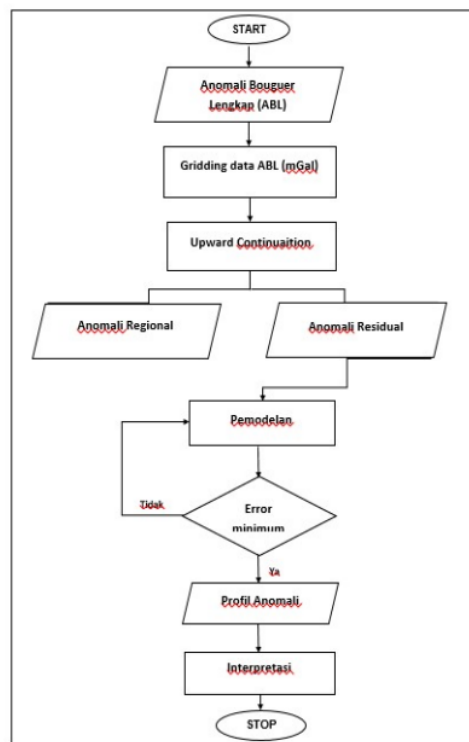 START
Anomali Bouguer
Lengkap (ABL)
Gridding data ABL (mGal)
Upward Continuaition
Anomali Regional
Anomali Residual
Pemodelan
Tidak
Error
minimum
Ya
Profil Anomali
Interpretasi
STOP